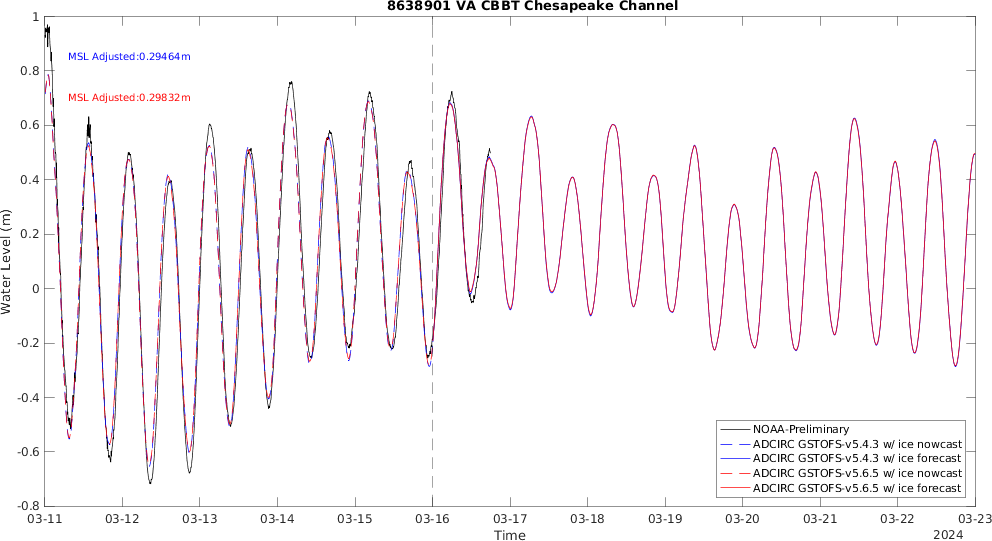 8638901 VA CBBT Chesapeake Channel
MSL Adjusted:0.29464m
MSL Adjusted:0.29832m
Water Level (m)
1
0.8
0.6
0.4
0.2
0
-0.2
-0.4
-0.6
-0.8
NOAA-Preliminary
ADCIRC GSTOFS-v5.4.3 w/ ice nowcast
ADCIRC GSTOFS-v5.4.3 w/ ice forecast
ADCIRC GSTOFS-v5.6.5 w/ ice nowcast
ADCIRC GSTOFS-v5.6.5 w/ ice forecast
03-11 03-12 03-13 03-14 03-15 03-16 03-17 03-18 03-19 03-20 03-21 03-22 03-23
Time
2024